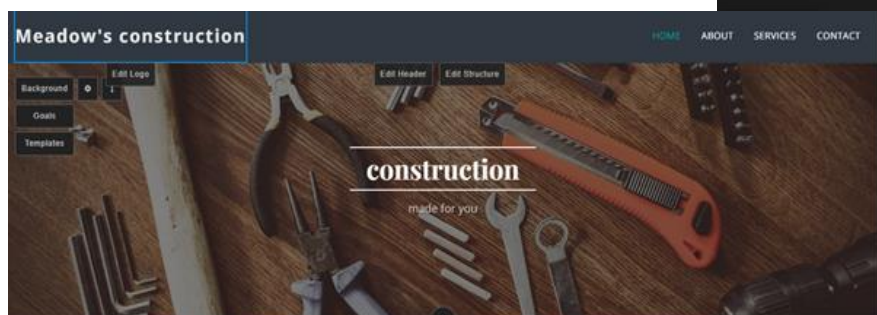 Meadow's construction
HOME ABOUT SERVICES CONTACT
Edit Logo
Edit Header Edit Structure
Background
Goals
Templates
construction
made for you